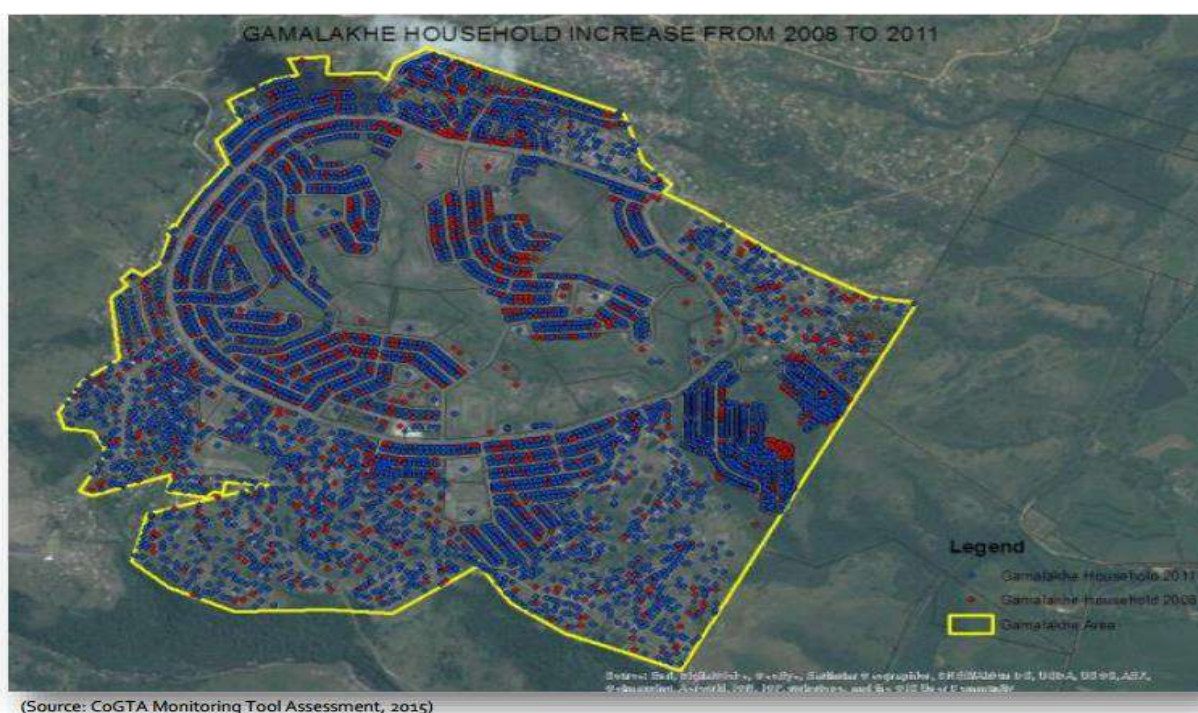 GAMALAKHE HOUSEHOLD INCREASE FROM 2008 TO 2011
Legend
Gamalakhe Household 2011
Gamalakhe Household 2008
Gamalakhe Area
(Source: CoGTA Monitoring Tool Assessment, 2015)